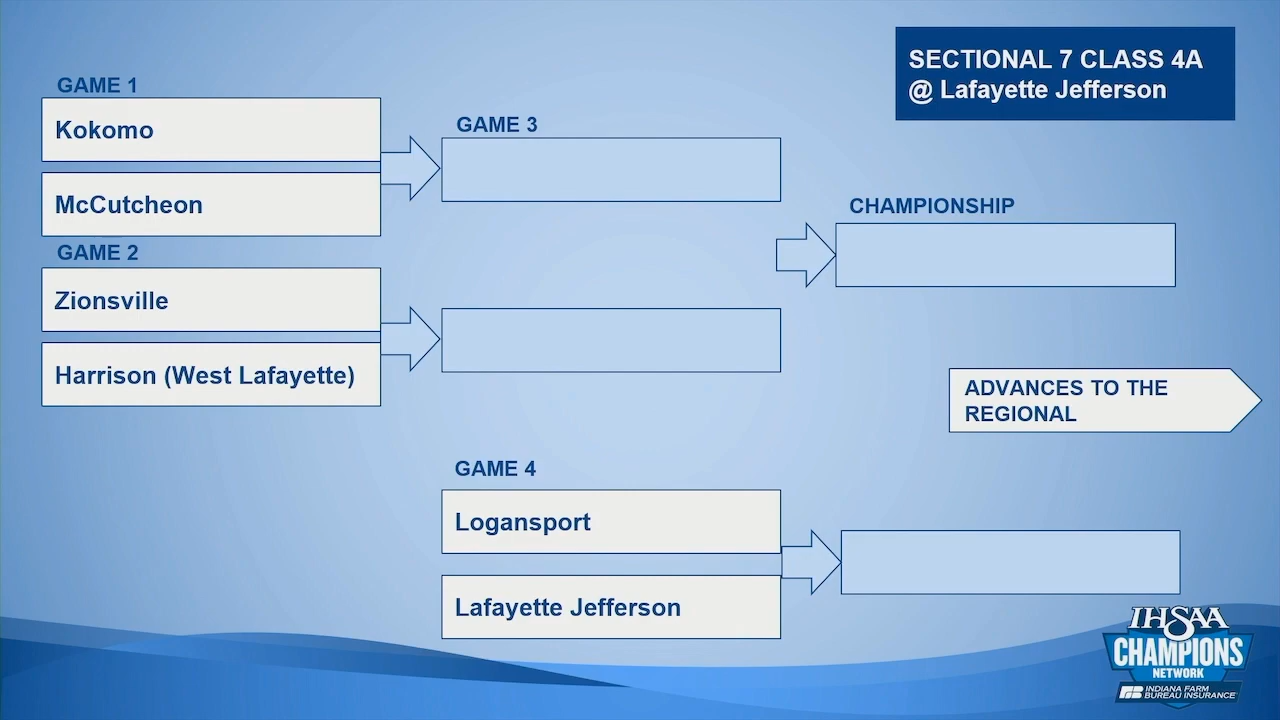 SECTIONAL 7 CLASS 4A
@ Lafayette Jefferson
GAME 1
Kokomo
McCutcheon
GAME 2
Zionsville
Harrison (West Lafayette)
GAME 3
CHAMPIONSHIP
ADVANCES TO THE
REGIONAL
GAME 4
Logansport
Lafayette Jefferson
IHSAA
CHAMPIONS
NETWORK
INDIANA FARM
BUREAU INSURANCE